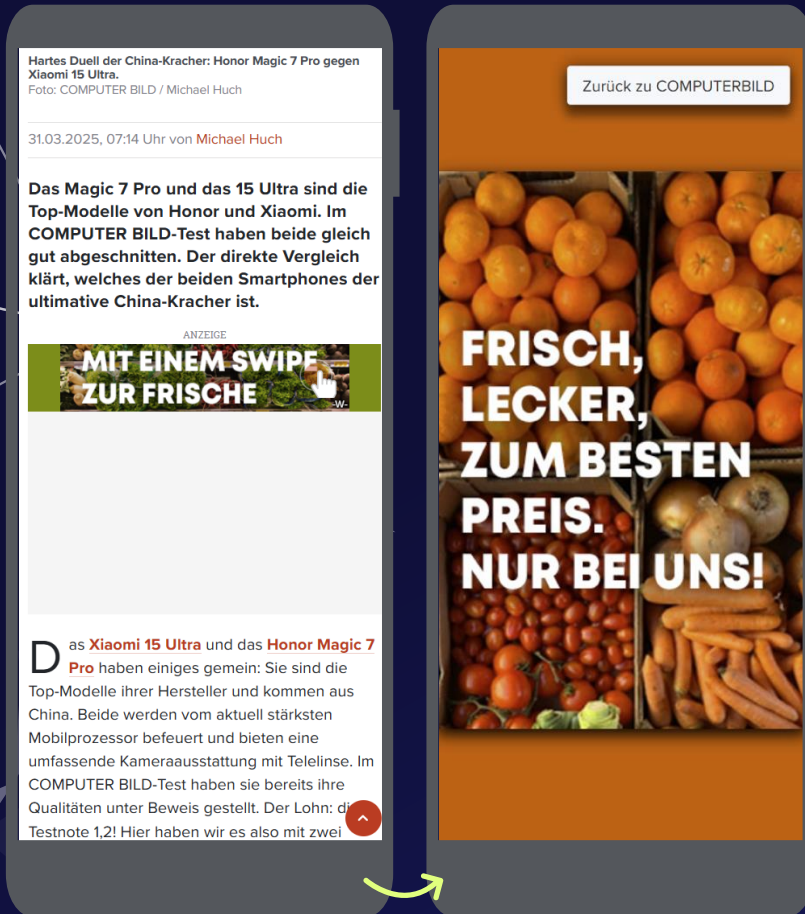 Hartes Duell der China-Kracher: Honor Magic 7 Pro gegen
Xiaomi 15 Ultra.
Foto: COMPUTER BILD / Michael Huch
31.03.2025, 07:14 Uhr von Michael Huch
Das Magic 7 Pro und das 15 Ultra sind die
Top-Modelle von Honor und Xiaomi. Im
COMPUTER BILD-Test haben beide gleich
gut abgeschnitten. Der direkte Vergleich
klärt, welches der beiden Smartphones der
ultimative China-Kracher ist.
ANZEIGE
MIT EINEM SWIPE
ZUR FRISCHE
-W-
Das Xiaomi 15 Ultra und das Honor Magic 7
Pro haben einiges gemein: Sie sind die
Top-Modelle ihrer Hersteller und kommen aus
China. Beide werden vom aktuell stärksten
Mobilprozessor befeuert und bieten eine
umfassende Kameraausstattung mit Telelinse. Im
COMPUTER BILD-Test haben sie bereits ihre
Qualitäten unter Beweis gestellt. Der Lohn:
Testnote 1,2! Hier haben wir es also mit zwei
Zurück zu COMPUTERBILD
FRISCH,
LECKER,
ZUM BESTEN
PREIS.
NUR BEI UNS!